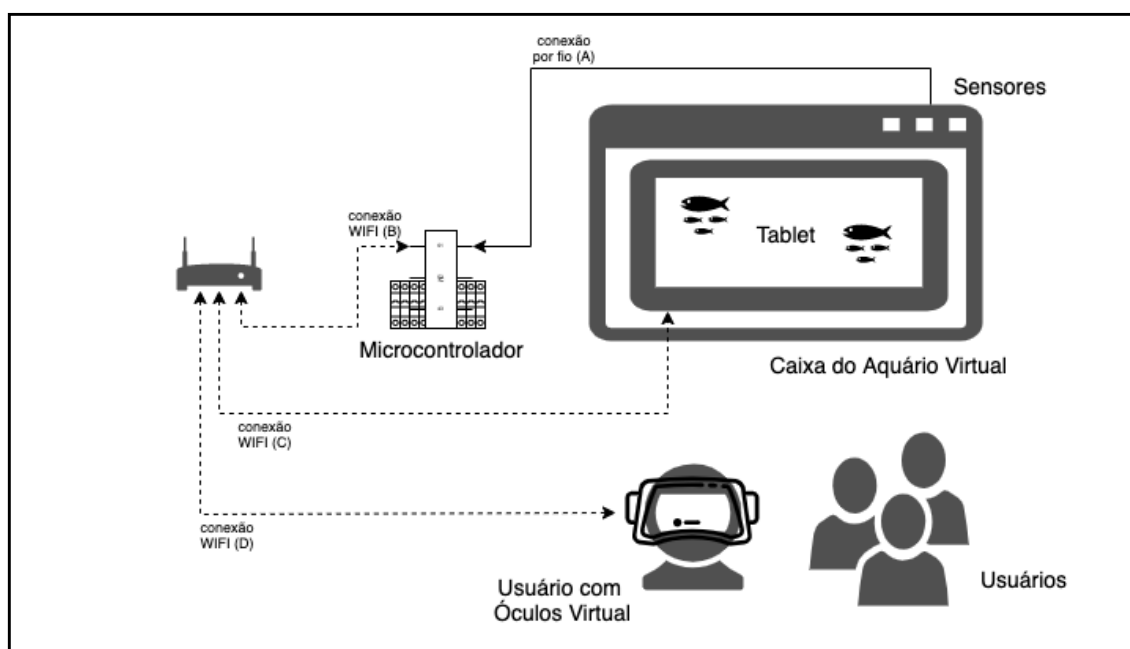 conexão
por fio (A)
Sensores
conexão
WIFI (B)
Tablet
Microcontrolador
Caixa do Aquário Virtual
conexão
WIFI (C)
conexão
WIFI (D)
Usuário com
Óculos Virtual
Usuários